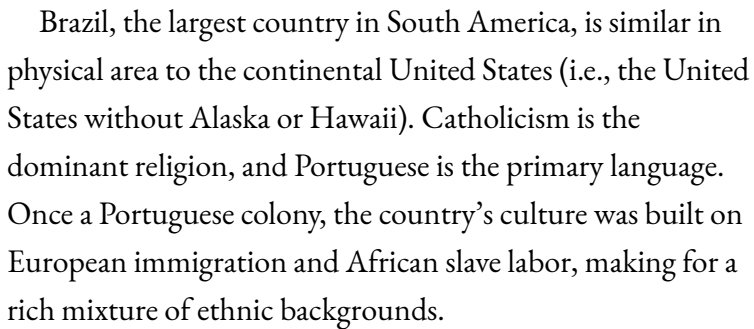 Brazil, the largest country in South America, is similar in
physical area to the continental United States (i.e., the United
States without Alaska or Hawaii). Catholicism is the
dominant religion, and Portuguese is the primary language.
Once a Portuguese colony, the country’s culture was built on
European immigration and African slave labor, making for a
rich mixture of ethnic backgrounds.